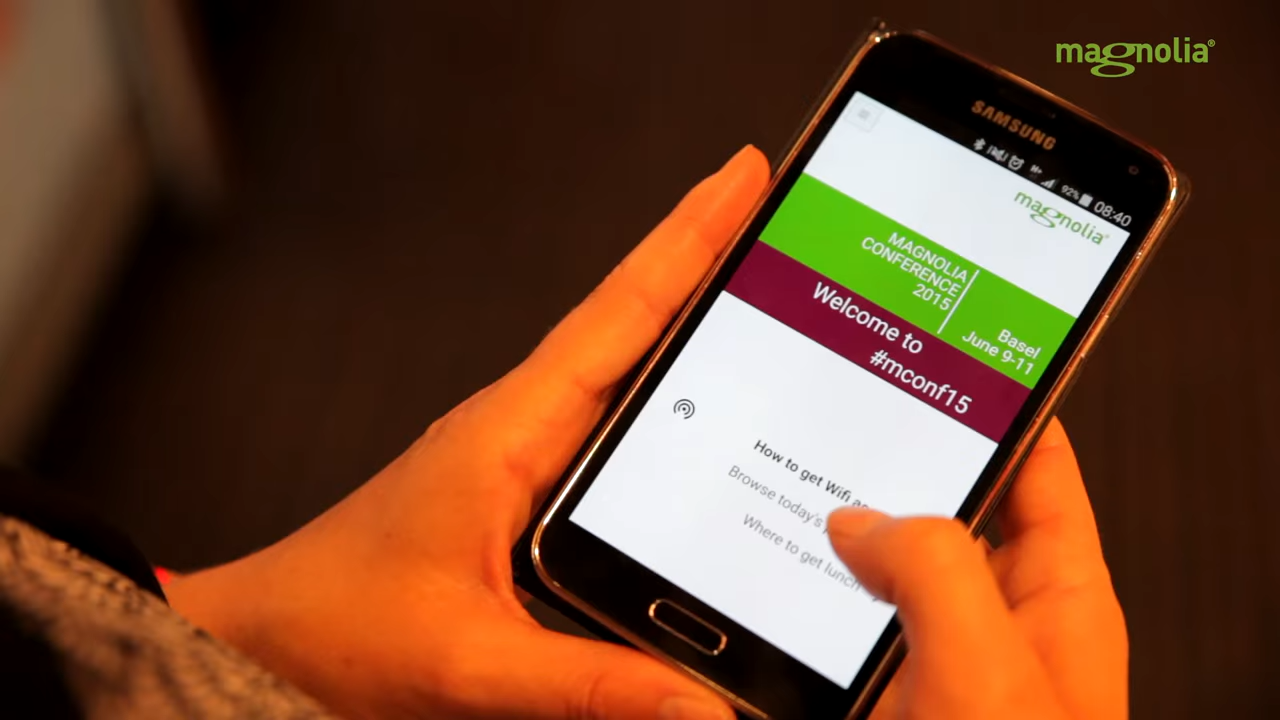 magnolia®
SAMSUNG
92% 08:40
magnolia
MAGNOLIA
CONFERENCE
2015
Basel
June 9-11
Welcome to
#mconf15
How to get Wifi
Browse today's
Where to get lunch